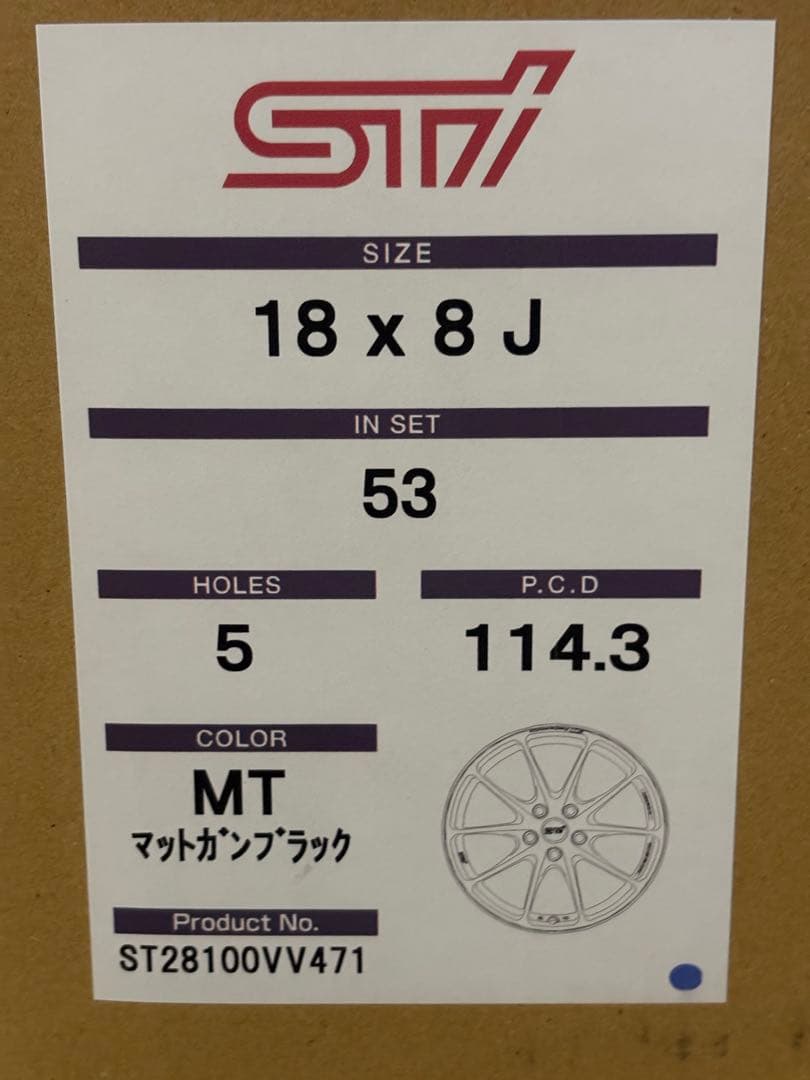 STI
SIZE
18 x 8 J
IN SET
53
HOLES
P.C.D
5
114.3
COLOR
MT
マットガンブラック
STI
Product No.
ST28100VV471